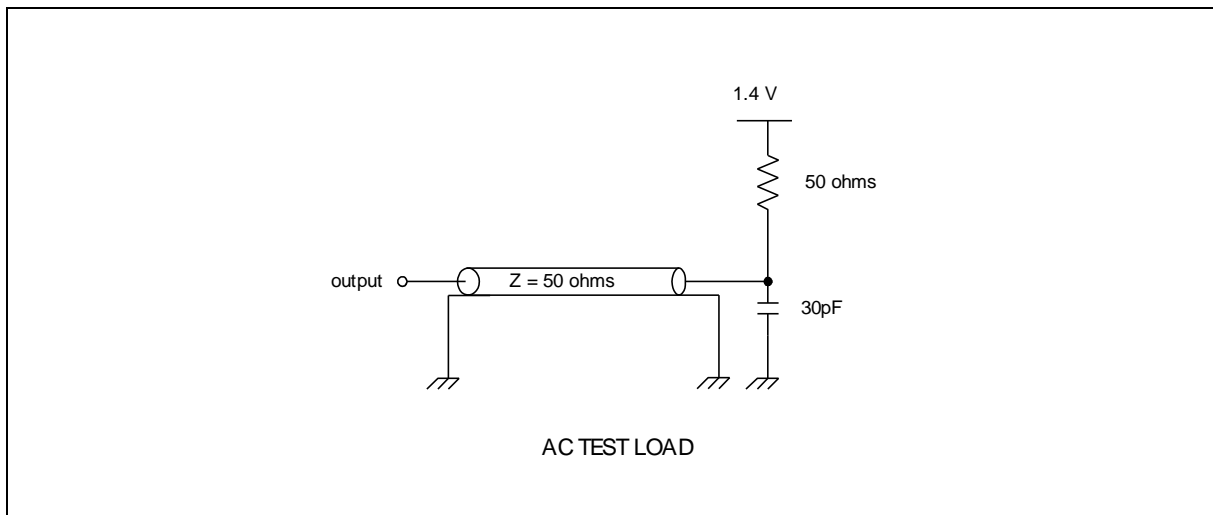 1.4 V
50 ohms
output
Z = 50 ohms
30pF
AC TEST LOAD